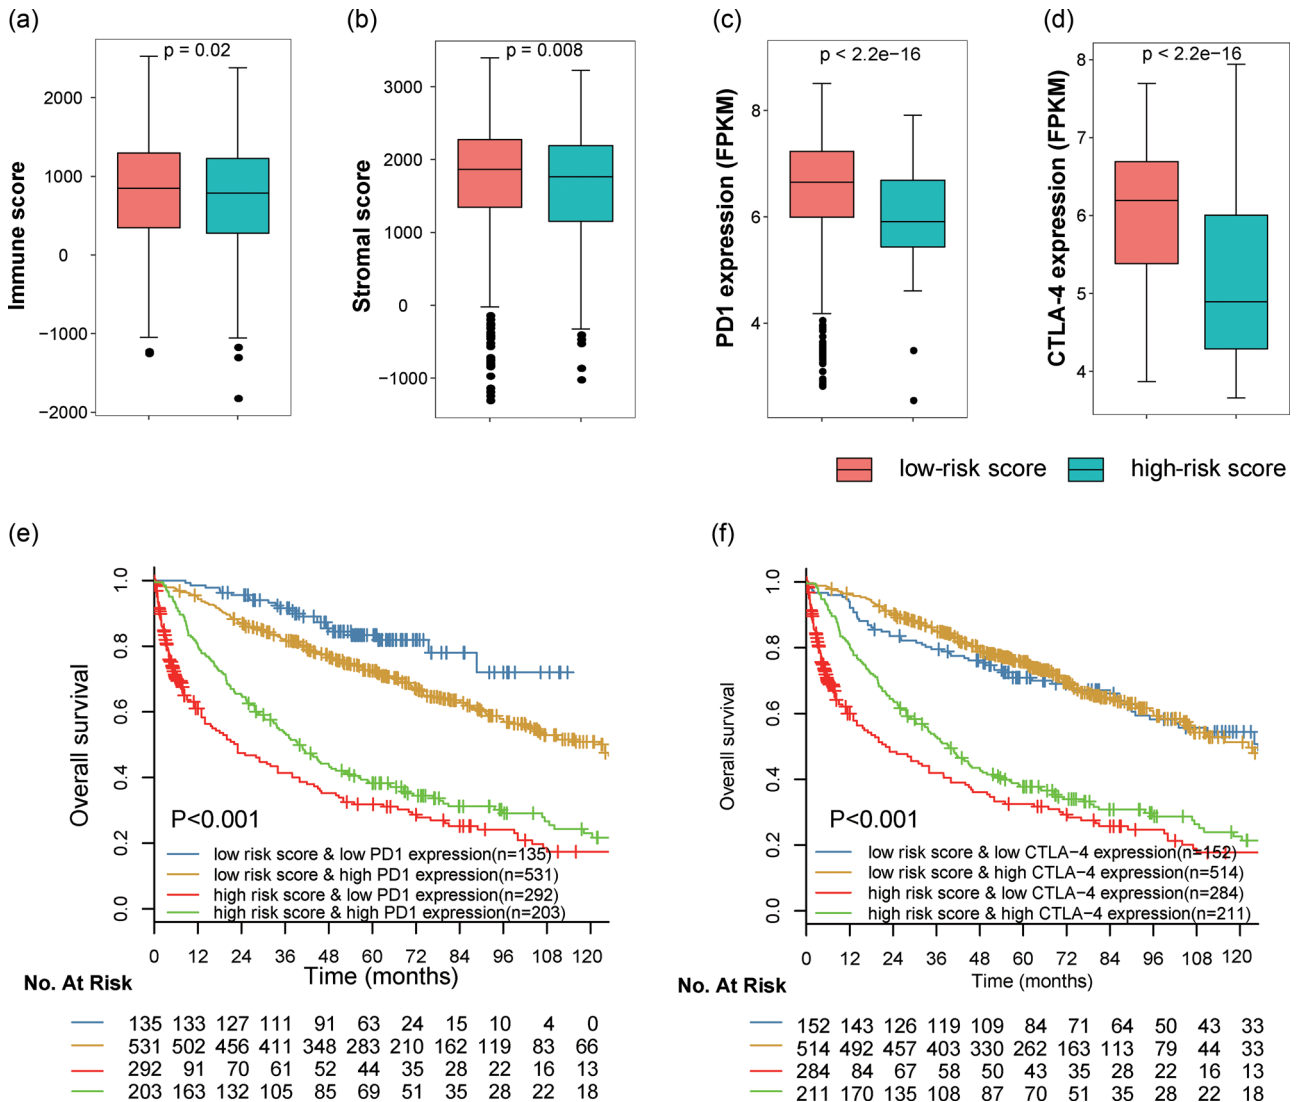 (a)
p = 0.02
Immune score
2000
1000
0
−1000
−2000
(b)
p = 0.008
Stromal score
3000
2000
1000
0
−1000
(c)
p < 2.2e−16
PD1 expression (FPKM)
8
6
4
(d)
p < 2.2e−16
CTLA-4 expression (FPKM)
8
7
6
5
4
low-risk score
high-risk score
(e)
Overall survival
1.0
0.8
0.6
0.4
0.2
0.0
P<0.001
low risk score & low PD1 expression(n=135)
low risk score & high PD1 expression(n=531)
high risk score & low PD1 expression(n=292)
high risk score & high PD1 expression(n=203)
0 12 24 36 48 60 72 84 96 108 120
Time (months)
No. At Risk
135 133 127 111 91 63 24 15 10 4 0
531 502 456 411 348 283 210 162 119 83 66
292 91 70 61 52 44 35 28 22 16 13
203 163 132 105 85 69 51 35 28 22 18
(f)
Overall survival
1.0
0.8
0.6
0.4
0.2
0.0
P<0.001
low risk score & low CTLA−4 expression(n=152)
low risk score & high CTLA−4 expression(n=514)
high risk score & low CTLA−4 expression(n=284)
high risk score & high CTLA−4 expression(n=211)
0 12 24 36 48 60 72 84 96 108 120
Time (months)
No. At Risk
152 143 126 119 109 84 71 64 50 43 33
514 492 457 403 330 262 163 113 79 44 33
284 84 67 58 50 43 35 28 22 16 13
211 170 135 108 87 70 51 35 28 22 18